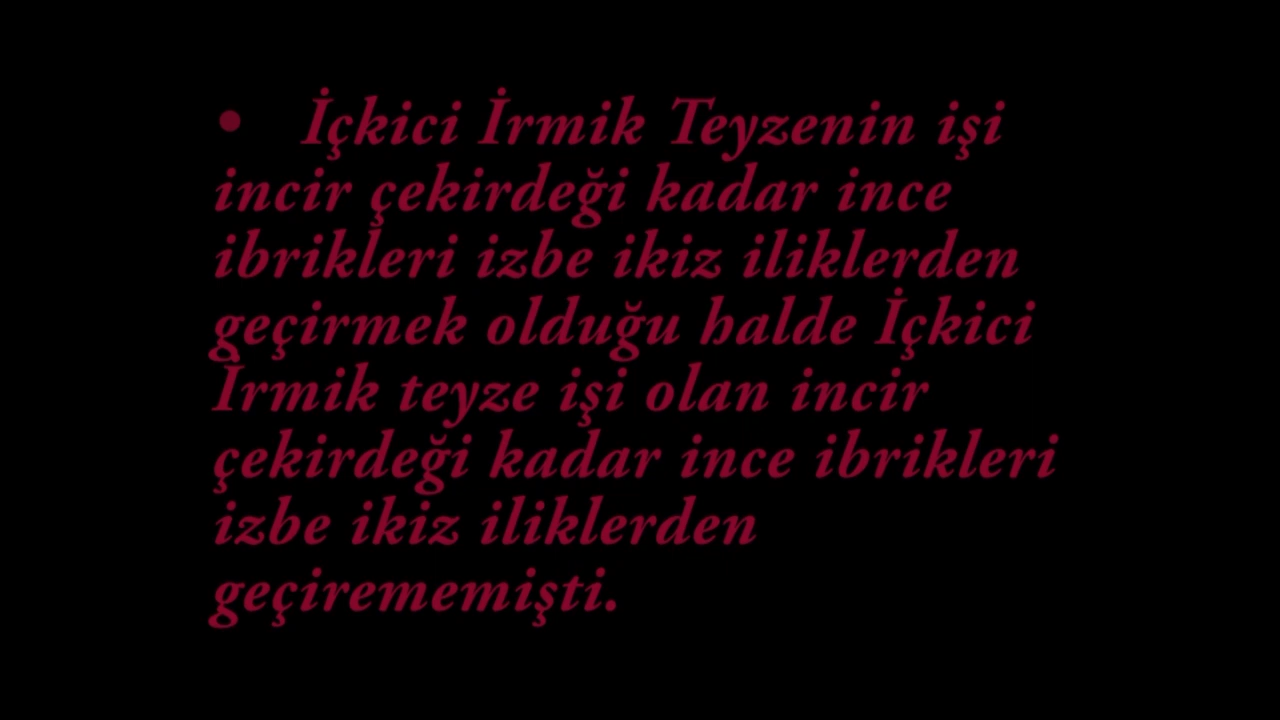 • İçkici İrmik Teyzenin işi
incir çekirdeği kadar ince
ibrikleri izbe ikiz iliklerden
geçirmek olduğu halde İçkici
İrmik teyze işi olan incir
çekirdeği kadar ince ibrikleri
izbe ikiz iliklerden
geçirememişti.